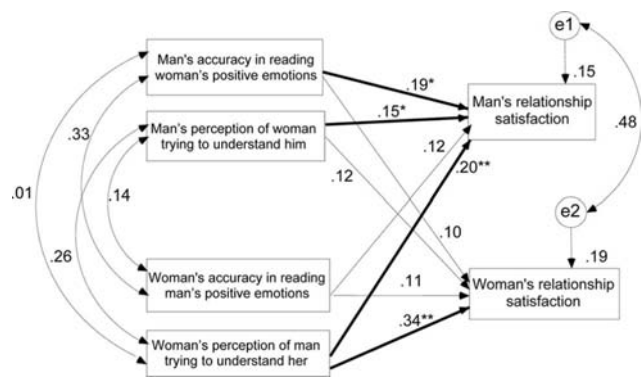 e1
Man's accuracy in reading
woman's positive emotions
.19*
.15
Man's relationship
satisfaction
.15*
Man's perception of woman
trying to understand him
.33
.12
.20**
.48
.12
.01
.14
e2
.10
.26
.19
Woman's accuracy in reading
man's positive emotions
.11
Woman's relationship
satisfaction
.34**
Woman's perception of man
trying to understand her